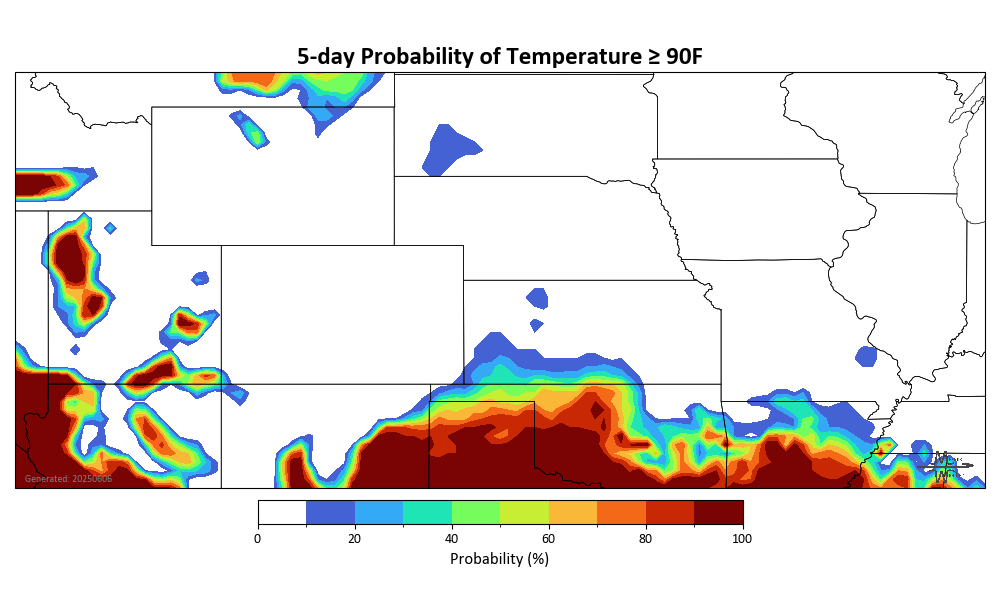 5-day Probability of Temperature ≥ 90F
Generated: 20250606
0 20 40 60 80 100
Probability (%)